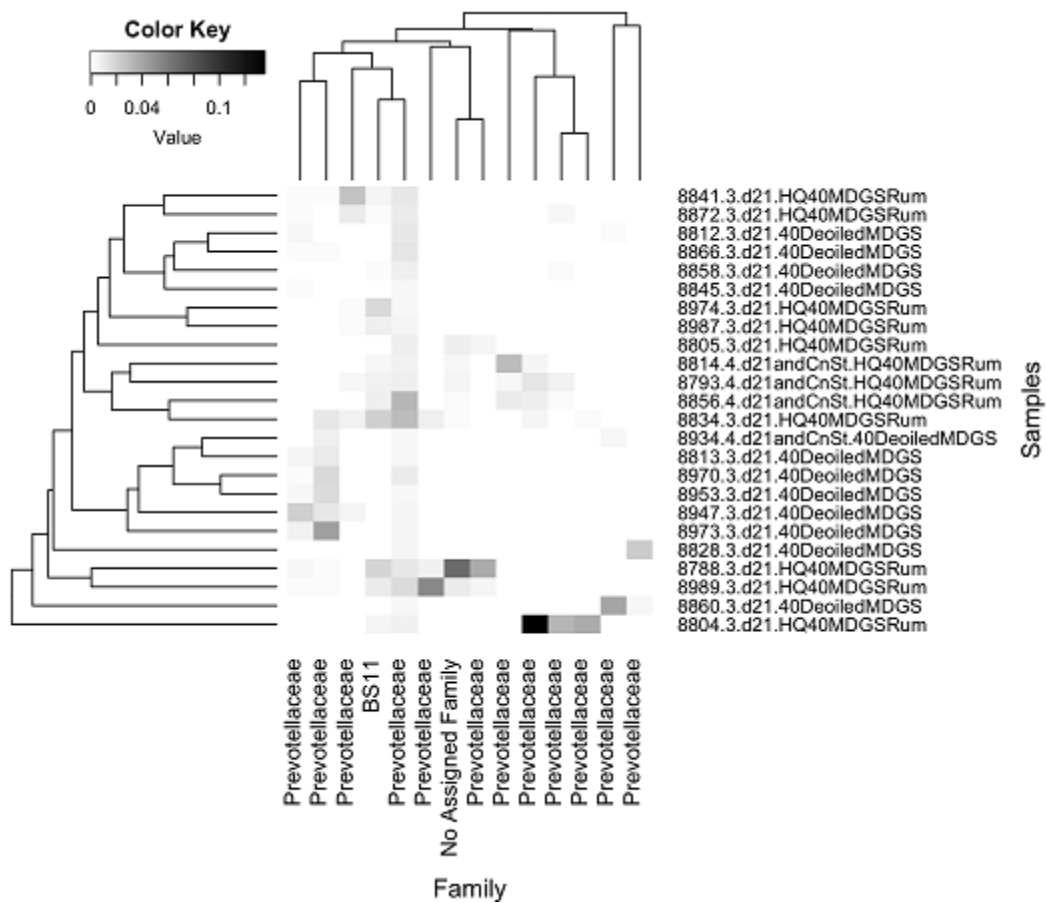 Color Key
0 0.04 0.1
Value
8841.3.d21.HQ40MDGSRum
8872.3.d21.HQ40MDGSRum
8812.3.d21.40DeoiledMDGS
8866.3.d21.40DeoiledMDGS
8858.3.d21.40DeoiledMDGS
8845.3.d21.40DeoiledMDGS
8974.3.d21.HQ40MDGSRum
8987.3.d21.HQ40MDGSRum
8805.3.d21.HQ40MDGSRum
8814.4.d21andCnSt.HQ40MDGSRum
8793.4.d21andCnSt.HQ40MDGSRum
8856.4.d21andCnSt.HQ40MDGSRum
8834.3.d21.HQ40MDGSRum
8934.4.d21andCnSt.40DeoiledMDGS
8813.3.d21.40DeoiledMDGS
8970.3.d21.40DeoiledMDGS
8953.3.d21.40DeoiledMDGS
8947.3.d21.40DeoiledMDGS
8973.3.d21.40DeoiledMDGS
8828.3.d21.40DeoiledMDGS
8788.3.d21.HQ40MDGSRum
8989.3.d21.HQ40MDGSRum
8860.3.d21.40DeoiledMDGS
8804.3.d21.HQ40MDGSRum
Samples
Prevotellaceae
Prevotellaceae
Prevotellaceae
BS11
Prevotellaceae
Prevotellaceae
No Assigned Family
Prevotellaceae
Prevotellaceae
Prevotellaceae
Prevotellaceae
Prevotellaceae
Prevotellaceae
Prevotellaceae
Family